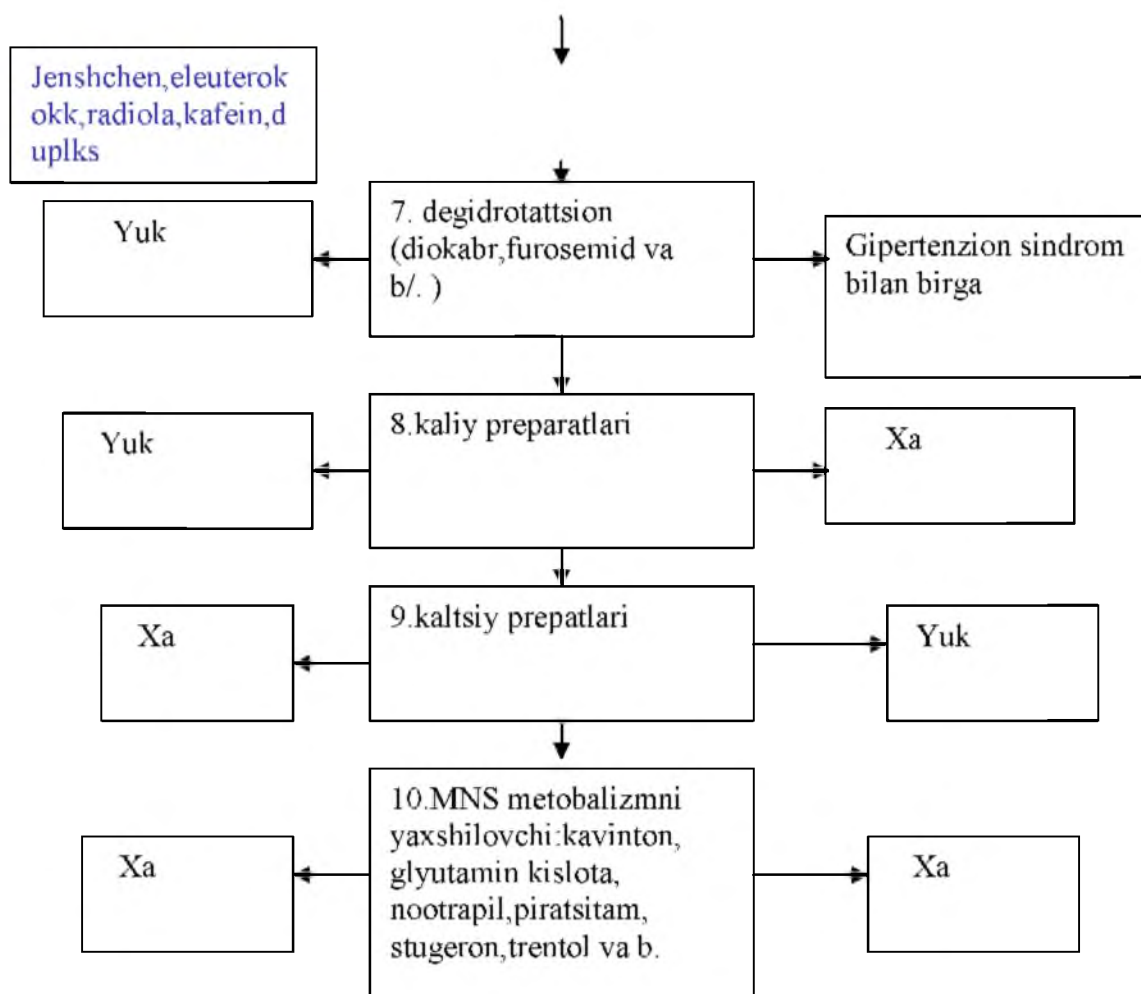 Jenshchen,eleuterok
okk,radiola,kafein,d
uplks
Yuk
7. degidrotattsion
(diokabr,furosemid va
b/. )
Gipertenzion sindrom
bilan birga
Yuk
8.kaliy preparatlari
Xa
Xa
9.kaltsiy prepatlari
Yuk
Xa
10.MNS metobalizmni
yaxshilovchi:kavinton,
glyutamin kislota,
nootrapil,piratsitam,
stugeron,trentol va b.
Xa